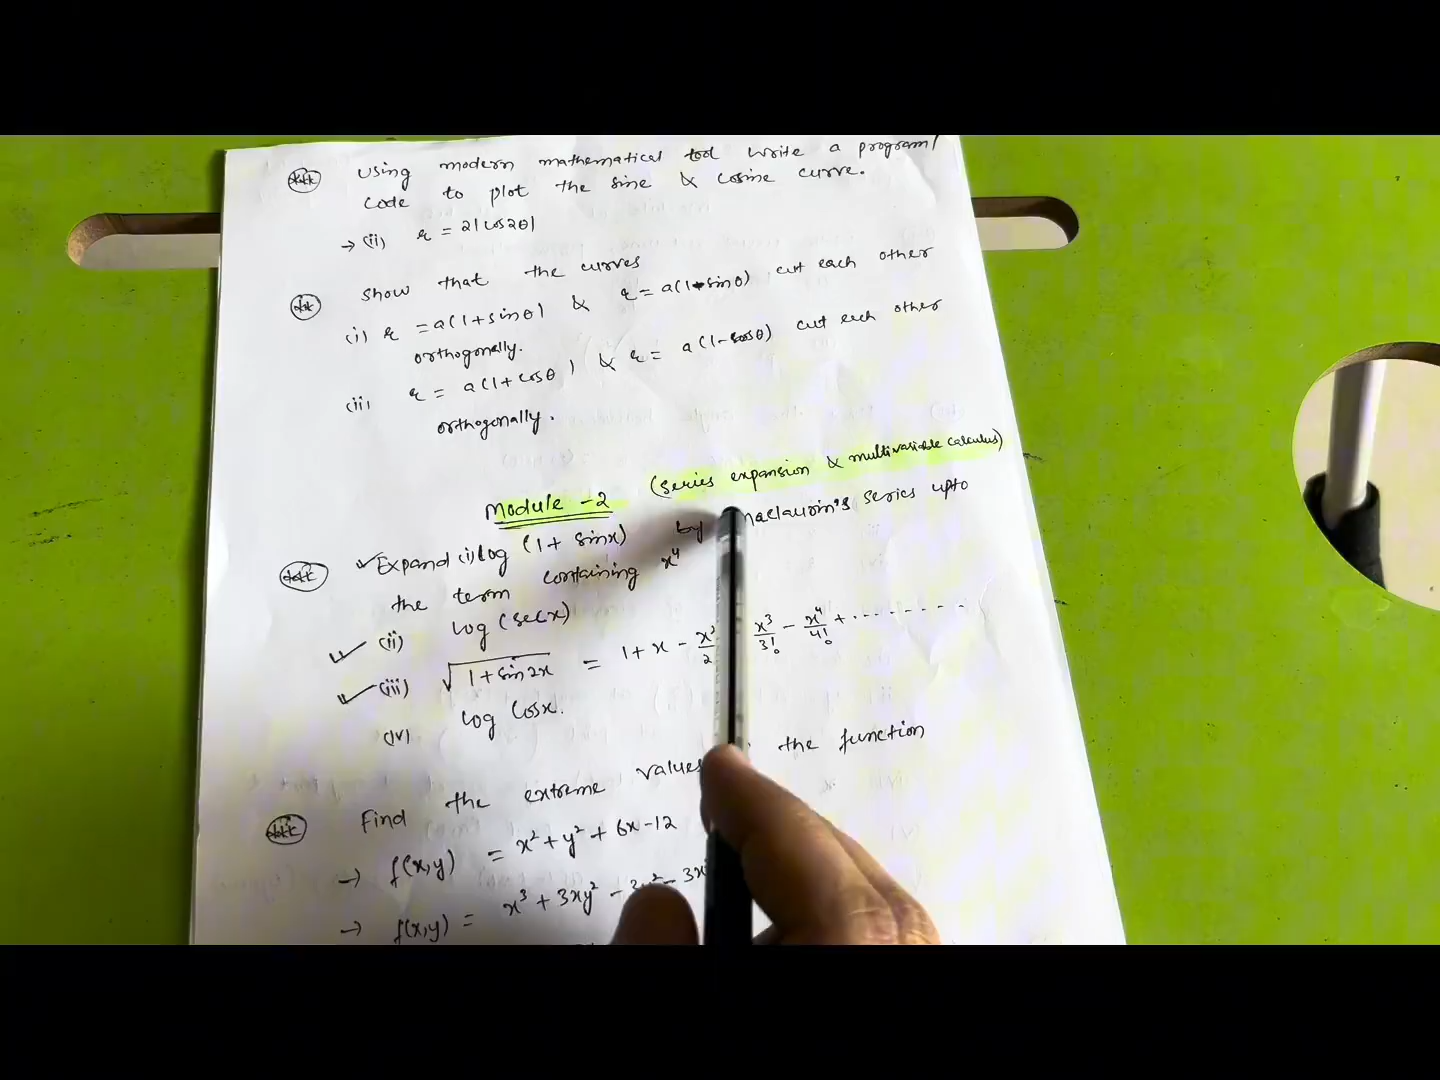 Using modern mathematical tool write a program/
code to plot the sine & cosine curve.
→ (ii) r = 2|cos2θ|
Show that the curves
(i) r = a(1+sinθ) & r = a(1-sinθ) cut each other
orthogonally.
(ii) r = a(1+cosθ) & r = a(1-cosθ) cut each other
orthogonally.
Module -2 (series expansion & multivariable calculus)
Expand (i) log (1+ sinx) by maclaurin's series upto
the term containing x⁴
(ii) log (secx)
(iii) √(1+sin2x) = 1+x - x²/2 x³/3! - x⁴/4! + ........
(iv) log cosx.
Find the extreme values the function
→ f(x,y) = x²+y²+6x-12
→ f(x,y) = x³+3xy²-3y²-3x²